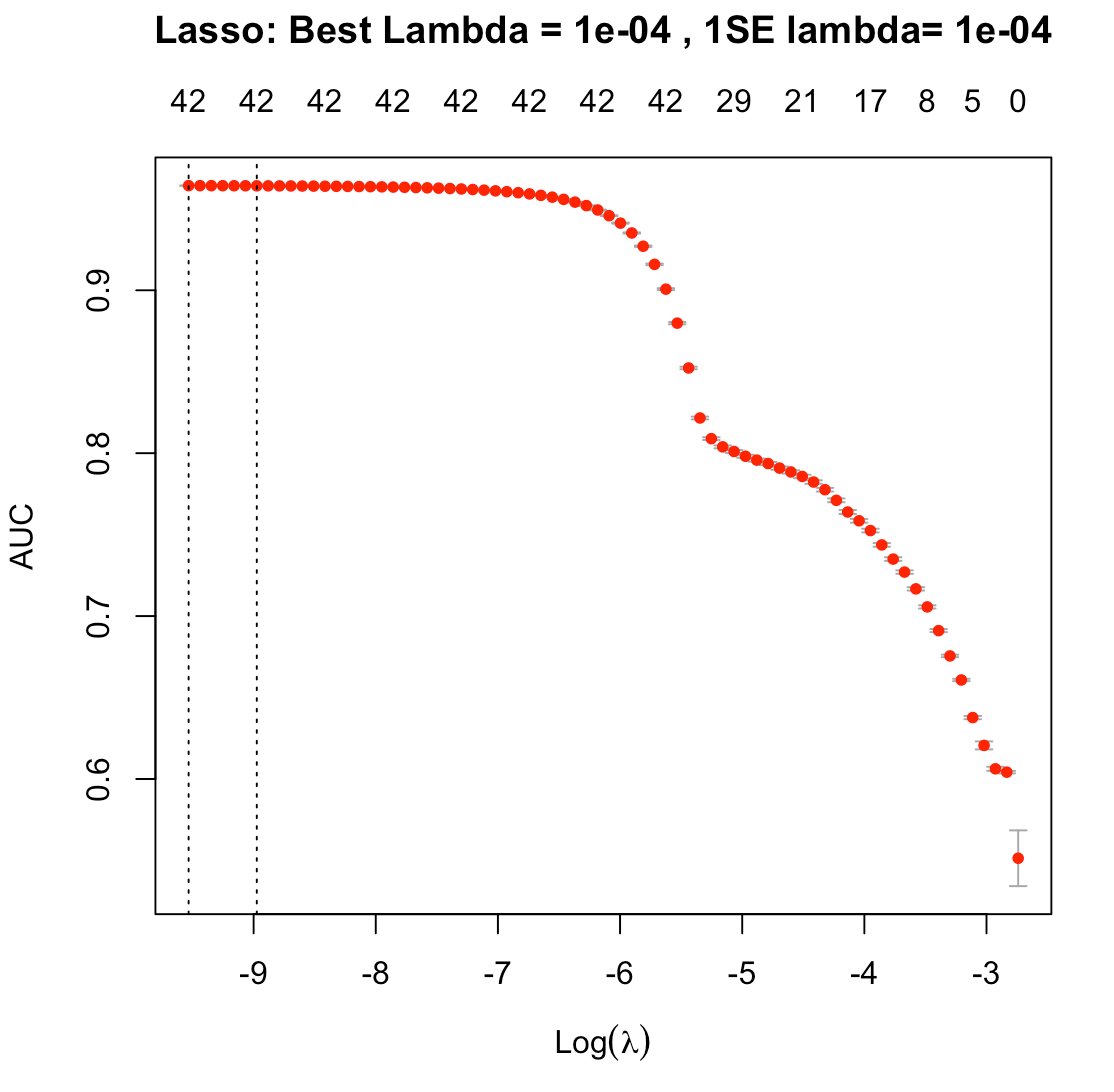 Lasso: Best Lambda = 1e-04 , 1SE lambda= 1e-04
42 42 42 42 42 42 42 42 29 21 17 8 5 0
0.9
0.8
AUC
0.7
0.6
-9 -8 -7 -6 -5 -4 -3
Log(λ)